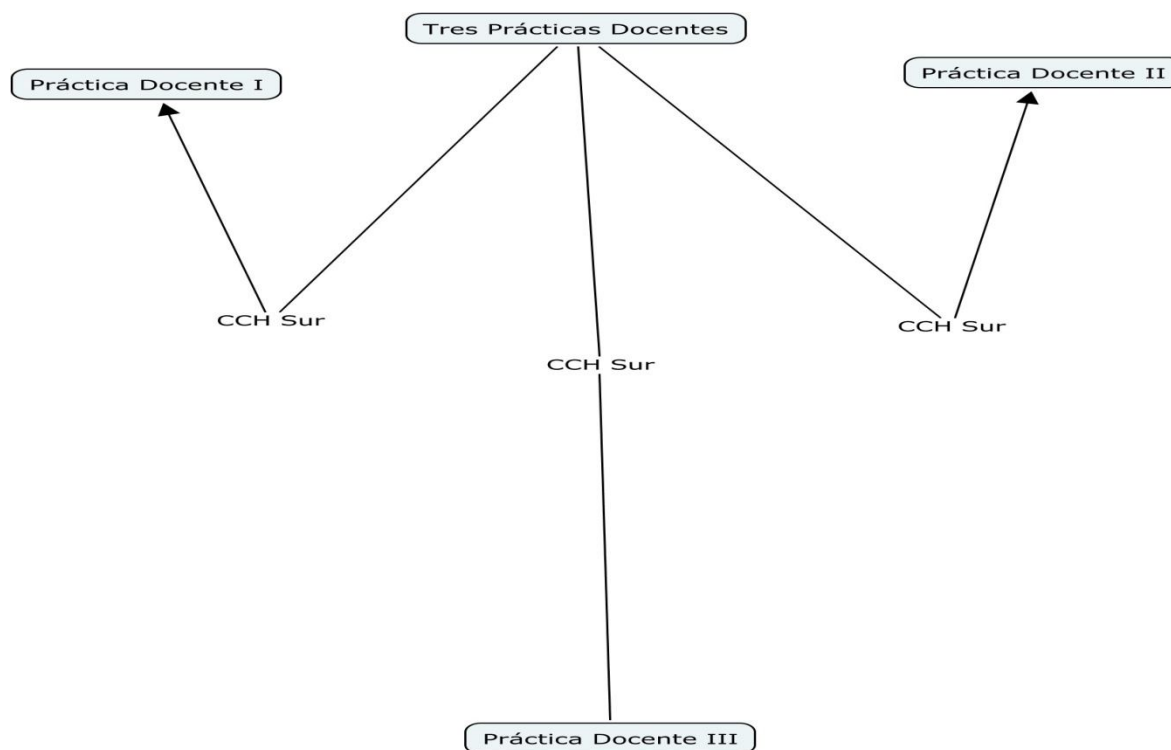 Tres Prácticas Docentes
Práctica Docente I
Práctica Docente II
CCH Sur
CCH Sur
CCH Sur
Práctica Docente III